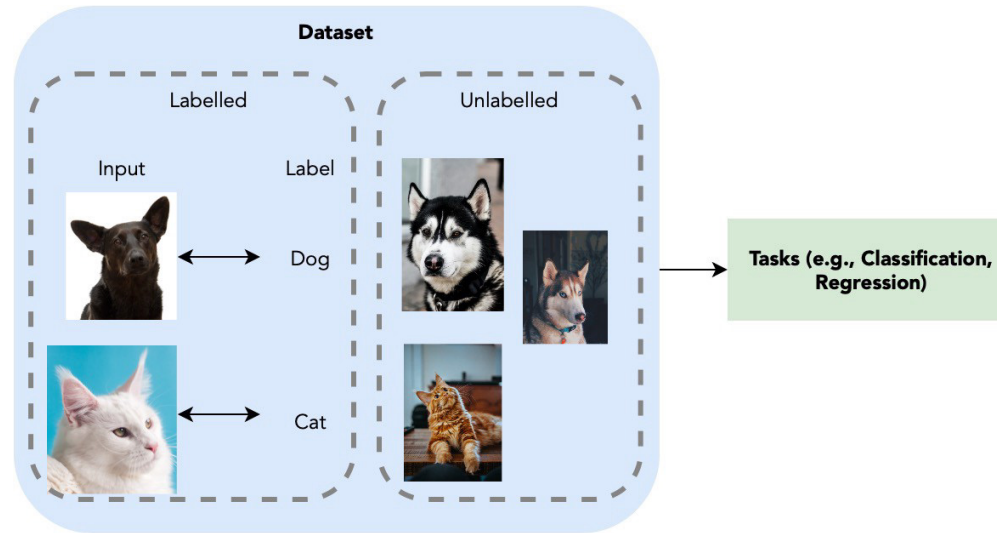 Dataset
Labelled
Unlabelled
Input
Label
Dog
Cat
Tasks (e.g., Classification,
Regression)